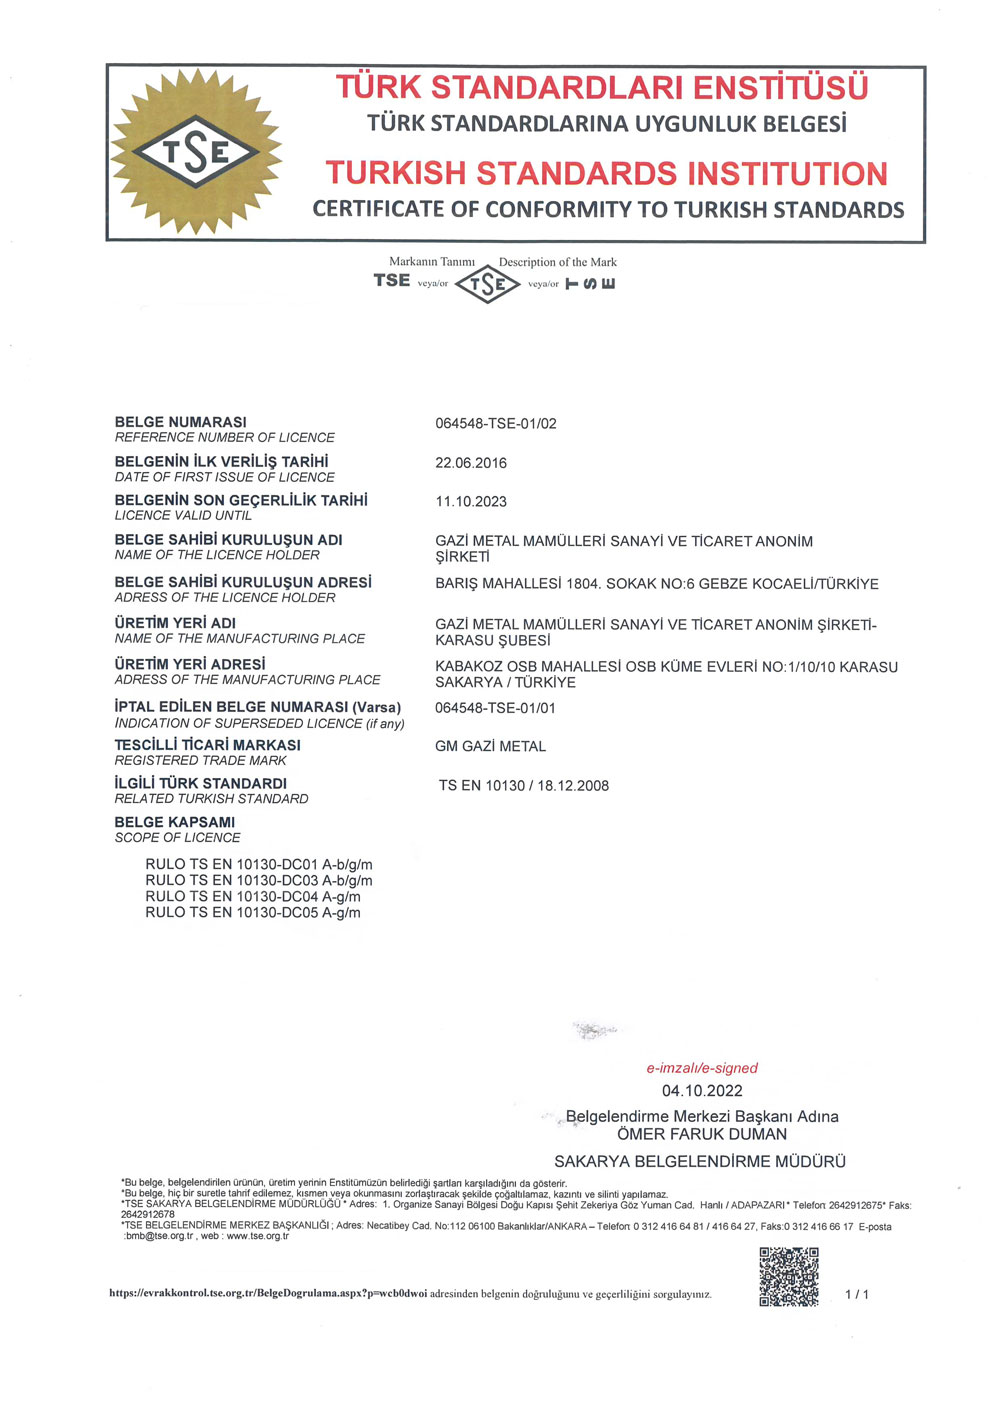 TSE
TÜRK STANDARDLARI ENSTİTÜSÜ
TÜRK STANDARDLARINA UYGUNLUK BELGESİ
TURKISH STANDARDS INSTITUTION
CERTIFICATE OF CONFORMITY TO TURKISH STANDARDS
Markanın Tanımı Description of the Mark
TSE veya/or TSE veya/or TSE
BELGE NUMARASI 064548-TSE-01/02
REFERENCE NUMBER OF LICENCE
BELGENİN İLK VERİLİŞ TARİHİ 22.06.2016
DATE OF FIRST ISSUE OF LICENCE
BELGENİN SON GEÇERLİLİK TARİHİ 11.10.2023
LICENCE VALID UNTIL
BELGE SAHİBİ KURULUŞUN ADI GAZİ METAL MAMÜLLERİ SANAYİ VE TİCARET ANONİM
NAME OF THE LICENCE HOLDER ŞİRKETİ
BELGE SAHİBİ KURULUŞUN ADRESİ BARIŞ MAHALLESİ 1804. SOKAK NO:6 GEBZE KOCAELİ/TÜRKİYE
ADRESS OF THE LICENCE HOLDER
ÜRETİM YERİ ADI GAZİ METAL MAMÜLLERİ SANAYİ VE TİCARET ANONİM ŞİRKETİ-
NAME OF THE MANUFACTURING PLACE KARASU ŞUBESİ
ÜRETİM YERİ ADRESİ KABAKOZ OSB MAHALLESİ OSB KÜME EVLERİ NO:1/10/10 KARASU
ADRESS OF THE MANUFACTURING PLACE SAKARYA / TÜRKİYE
İPTAL EDİLEN BELGE NUMARASI (Varsa) 064548-TSE-01/01
INDICATION OF SUPERSEDED LICENCE (if any)
TESCİLLİ TİCARİ MARKASI GM GAZİ METAL
REGISTERED TRADE MARK
İLGİLİ TÜRK STANDARDI TS EN 10130 / 18.12.2008
RELATED TURKISH STANDARD
BELGE KAPSAMI
SCOPE OF LICENCE
RULO TS EN 10130-DC01 A-b/g/m
RULO TS EN 10130-DC03 A-b/g/m
RULO TS EN 10130-DC04 A-g/m
RULO TS EN 10130-DC05 A-g/m
e-imzalı/e-signed
04.10.2022
Belgelendirme Merkezi Başkanı Adına
ÖMER FARUK DUMAN
SAKARYA BELGELENDİRME MÜDÜRÜ
*Bu belge, belgelendirilen ürünün, üretim yerinin Enstitümüzün belirlediği şartları karşıladığını da gösterir.
*Bu belge, hiç bir suretle tahrif edilemez, kısmen veya okunmasını zorlaştıracak şekilde çoğaltılamaz, kazıntı ve silinti yapılamaz.
*TSE SAKARYA BELGELENDİRME MÜDÜRLÜĞÜ * Adres: 1. Organize Sanayi Bölgesi Doğu Kapısı Şehit Zekeriya Göz Yuman Cad. Hanlı / ADAPAZARI * Telefon: 2642912675* Faks:
2642912678
*TSE BELGELENDİRME MERKEZ BAŞKANLIĞI ; Adres: Necatibey Cad. No:112 06100 Bakanlıklar/ANKARA – Telefon: 0 312 416 64 81 / 416 64 27, Faks:0 312 416 66 17 E-posta
:bmb@tse.org.tr , web : www.tse.org.tr
https://evrakkontrol.tse.org.tr/BelgeDogrulama.aspx?p=wcb0dwoi adresinden belgenin doğruluğunu ve geçerliliğini sorgulayınız.
1 / 1